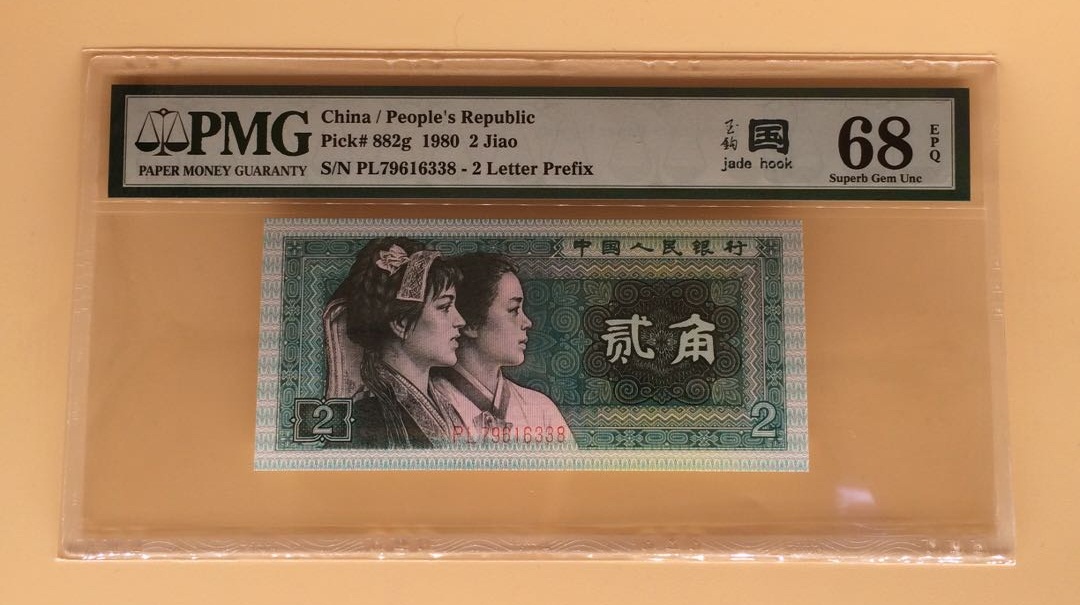 PMG
PAPER MONEY GUARANTY
China / People's Republic
Pick# 882g 1980 2 Jiao
S/N PL79616338 - 2 Letter Prefix
玉钩
国
jade hook
68
EPQ
Superb Gem Unc
中国人民银行
2
贰角
2
2
PL79616338